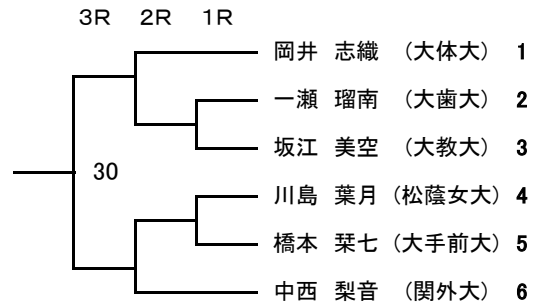 3R 2R 1R
岡井 志織 (大体大) 1
一瀬 瑠南 (大歯大) 2
坂江 美空 (大教大) 3
30
川島 葉月 (松蔭女大) 4
橋本 栞七 (大手前大) 5
中西 梨音 (関外大) 6